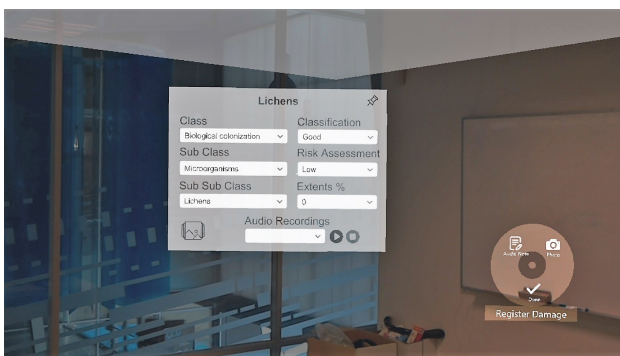 Lichens
Class
Classification
Biological colonization
Good
Sub Class
Risk Assessment
Microorganisms
Low
Sub Sub Class
Extents %
Lichens
0
Audio Recordings
Audio Note
Photo
Done
Register Damage